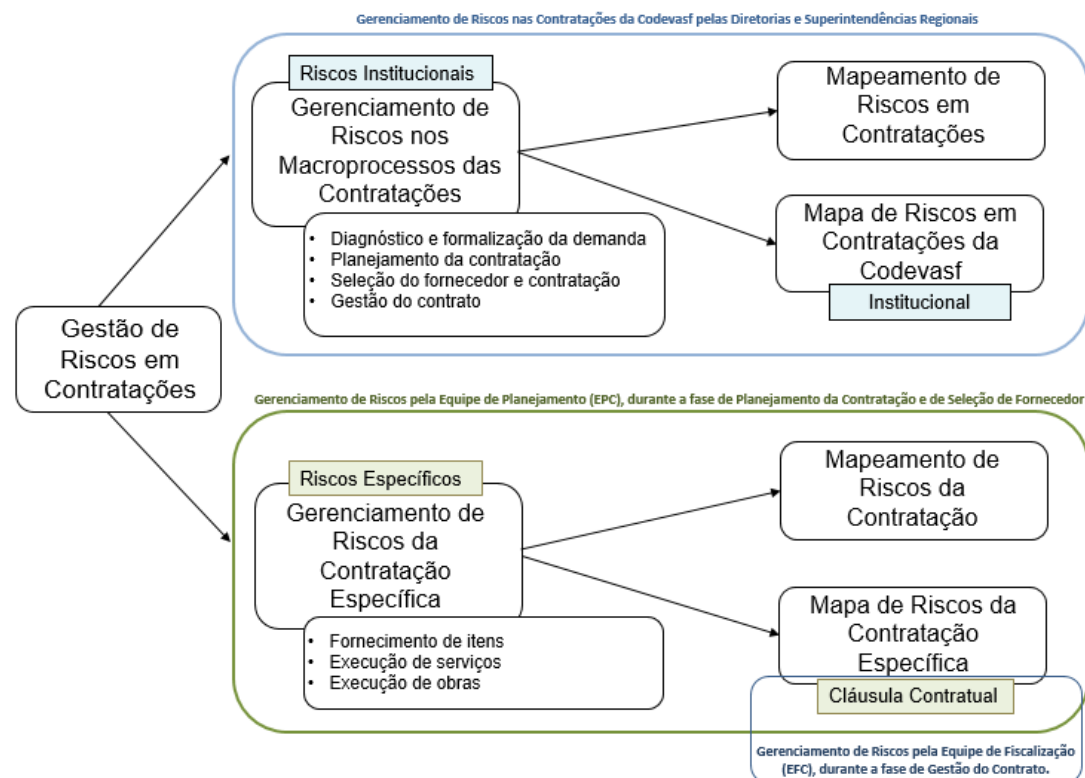 Gerenciamento de Riscos nas Contratações da Codevasf pelas Diretorias e Superintendências Regionais
Riscos Institucionais
Gerenciamento de
Riscos nos
Macroprocessos das
Contratações
• Diagnóstico e formalização da demanda
• Planejamento da contratação
• Seleção do fornecedor e contratação
• Gestão do contrato
Mapeamento de
Riscos em
Contratações
Mapa de Riscos em
Contratações da
Codevasf
Institucional
Gestão de
Riscos em
Contratações
Gerenciamento de Riscos pela Equipe de Planejamento (EPC), durante a fase de Planejamento da Contratação e de Seleção de Fornecedor
Riscos Específicos
Gerenciamento de
Riscos da
Contratação
Específica
• Fornecimento de itens
• Execução de serviços
• Execução de obras
Mapeamento de
Riscos da
Contratação
Mapa de Riscos da
Contratação
Específica
Cláusula Contratual
Gerenciamento de Riscos pela Equipe de Fiscalização
(EFC), durante a fase de Gestão do Contrato.